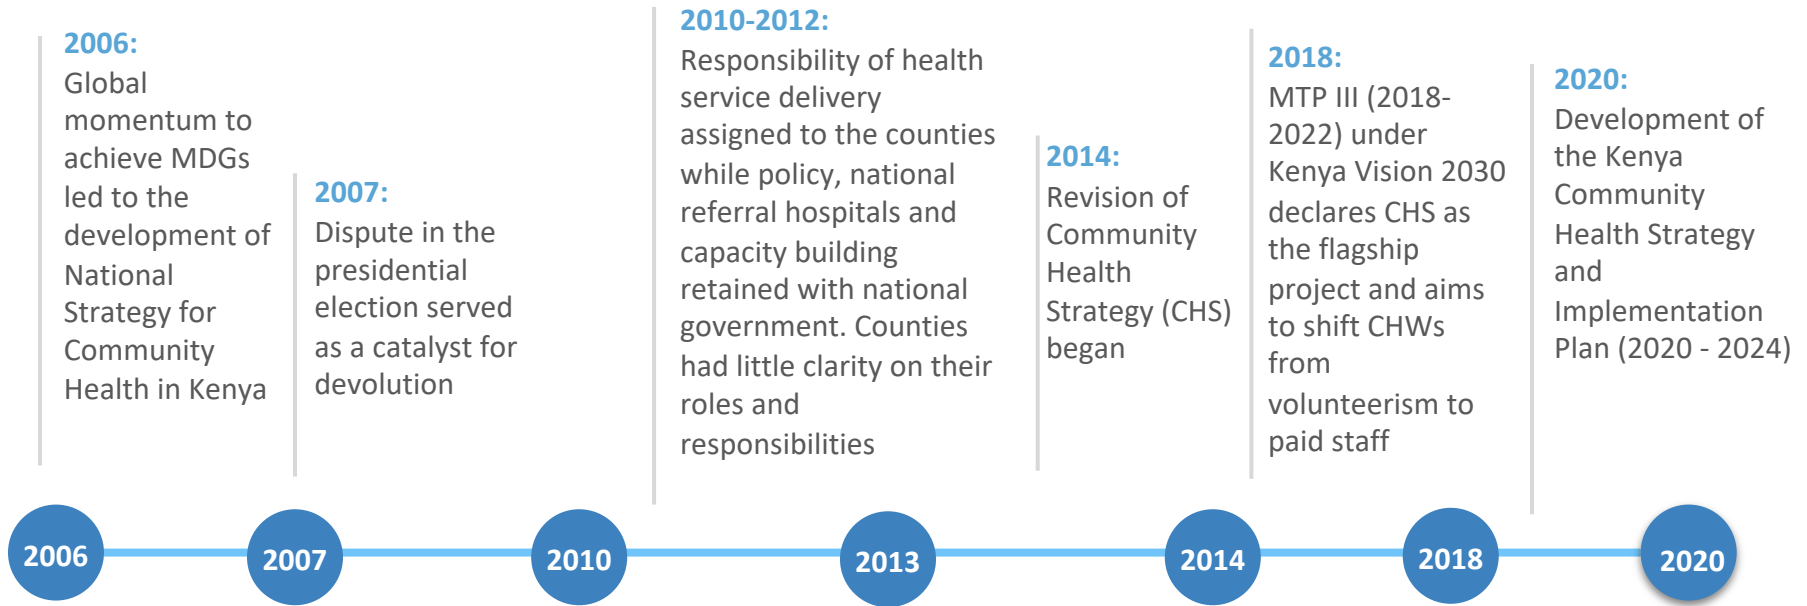 2006:
Global
momentum to
achieve MDGs
led to the
development of
National
Strategy for
Community
Health in Kenya
2007:
Dispute in the
presidential
election served
as a catalyst for
devolution
2010-2012:
Responsibility of health
service delivery
assigned to the counties
while policy, national
referral hospitals and
capacity building
retained with national
government. Counties
had little clarity on their
roles and
responsibilities
2014:
Revision of
Community
Health
Strategy (CHS)
began
2018:
MTP III (2018-
2022) under
Kenya Vision 2030
declares CHS as
the flagship
project and aims
to shift CHWs
from
volunteerism to
paid staff
2020:
Development of
the Kenya
Community
Health Strategy
and
Implementation
Plan (2020 - 2024)
2006
2007
2010
2013
2014
2018
2020